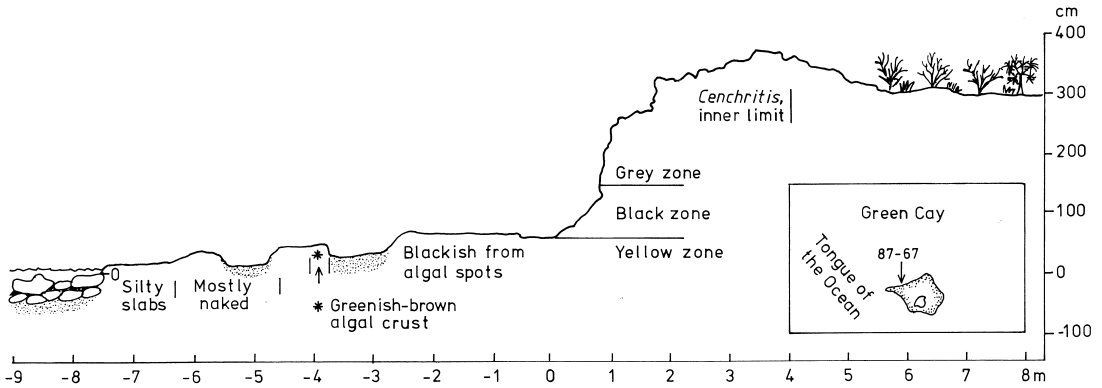 cm
400
300
200
100
0
-100
Cenchritis,
inner limit
Grey zone
Black zone
Yellow zone
Green Cay
87-67
Tongue of
the Ocean
0
Silty
slabs
Mostly
naked
* Greenish-brown
algal crust
Blackish from
algal spots
-9 -8 -7 -6 -5 -4 -3 -2 -1 0 1 2 3 4 5 6 7 8 m